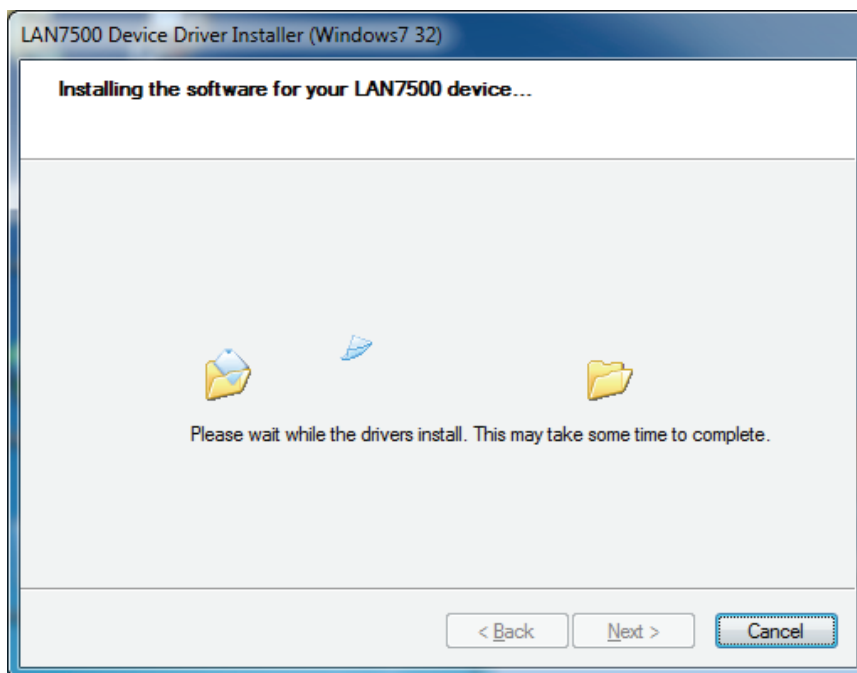 LAN7500 Device Driver Installer (Windows7 32)
Installing the software for your LAN7500 device...
Please wait while the drivers install. This may take some time to complete.
< Back Next > Cancel